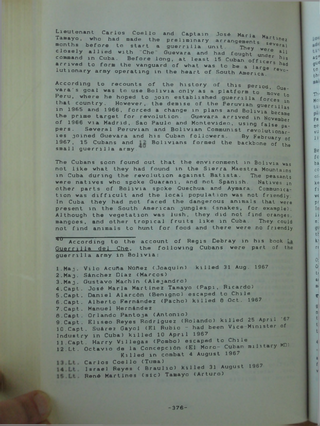 Lieutenant Carlos Coello and Captain José María Martínez
Tamayo, who had made the preliminary arrangements several
months before to start a guerrilla unit. They were all
closely allied with 'Che' Guevara and had fought under his
command in Cuba. Before long, at least 15 Cuban officers had
arrived to form the vanguard of what was to be a large revo-
lutionary army operating in the heart of South America.
According to recounts of the history of this period, Gue-
vara's goal was to use Bolivia only as a platform to move to
Peru, where he hoped to join established guerrilla forces in
that country. However, the demise of the Peruvian guerrillas
in 1965 and 1966, forced a change in plans and Bolivia became
the prime target for revolution. Guevara arrived in November
of 1966 via Madrid, Sao Paulo and Montevideo, using false pa-
pers. Several Peruvian and Bolivian Communist revolutionar-
ies joined Guevara and his Cuban followers. By February of
1967, 15 Cubans and Bolivians formed the backbone of the
small guerrilla army
The Cubans soon found out that the environment in Bolivia was
not like what they had found in the Sierra Maestra Mountains
in Cuba during the revolution against Batista. The peasants
were natives who spoke Guarani, and not Spanish. Natives in
other parts of Bolivia spoke Quechua and Aymara. Communica-
tion was difficult and the local population was not friendly.
In Cuba they had not faced the dangerous animals that were
present in the South American jungles (snakes, for example).
Although the vegetation was lush, they did not find oranges,
mangoes, and other tropical fruits like in Cuba. They could
not find animals to hunt for food and there were no friendly
According to the account of Regis Debray in his book La
Guerrilla del Che, the following Cubans were part of the
guerrilla army in Bolivia:
1.Maj. Vilo Acuña Núñez (Joaquín) killed 31 Aug. 1967
2.Maj. Sánchez Díaz (Marcos)
3.Maj. Gustavo Machín (Alejandro)
4.Capt. José María Martínez Tamayo (Papi, Ricardo)
5.Capt. Daniel Alarcón (Benigno) escaped to Chile
6.Capt. Alberto Fernández (Pacho) killed 8 Oct. 1967
7.Capt. Manuel Hernández
8.Capt. Orlando Pantoja (Antonio)
9.Capt. Eliseo Reyes Rodríguez (Rolando) killed 25 April '67
10.Capt. Suárez Gayol (El Rubio - had been Vice Minister of
Industry in Cuba) killed 10 April 1967
11.Capt. Harry Villegas (Pombo) escaped to Chile
12.Lt. Octavio de la Concepción (El Moro- Cuban military MD)
Killed in combat 4 August 1967
13.Lt. Carlos Coello (Tuma)
14.Lt. Israel Reyes ( Braulio) Killed 31 August 1967
15.Lt. René Martínez (sic) Tamayo (Arturo)
-378-